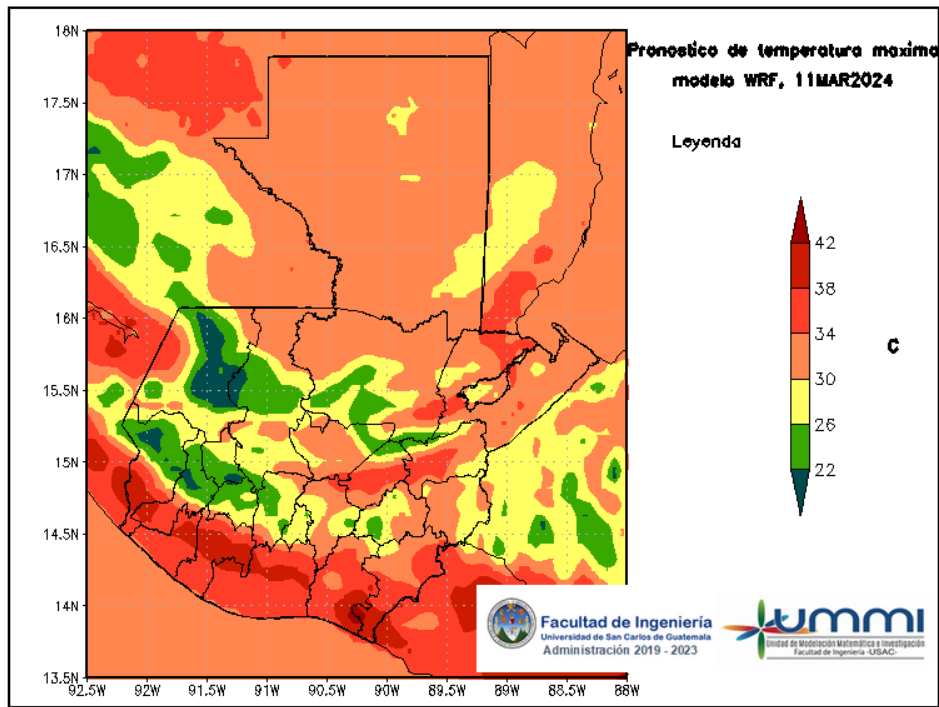 Pronostico de temperatura maxima
modelo WRF, 11MAR2024
Leyenda
42
38
34
30
26
22
C
18N
17.5N
17N
16.5N
16N
15.5N
15N
14.5N
14N
13.5N
92.5W
92W
91.5W
91W
90.5W
90W
89.5W
89W
88.5W
88W
Facultad de Ingeniería
Universidad de San Carlos de Guatemala
Administración 2019 - 2023
UMMI
Unidad de Modelación Matemática e Investigación
Facultad de Ingeniería -USAC-